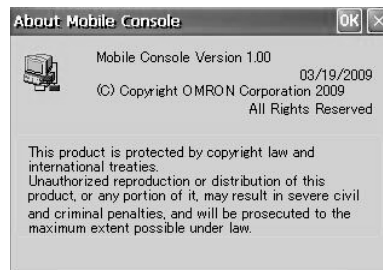 About Mobile Console OK ×
Mobile Console Version 1.00
03/19/2009
(C) Copyright OMRON Corporation 2009
All Rights Reserved
This product is protected by copyright law and
international treaties.
Unauthorized reproduction or distribution of this
product, or any portion of it, may result in severe civil
and criminal penalties, and will be prosecuted to the
maximum extent possible under law.